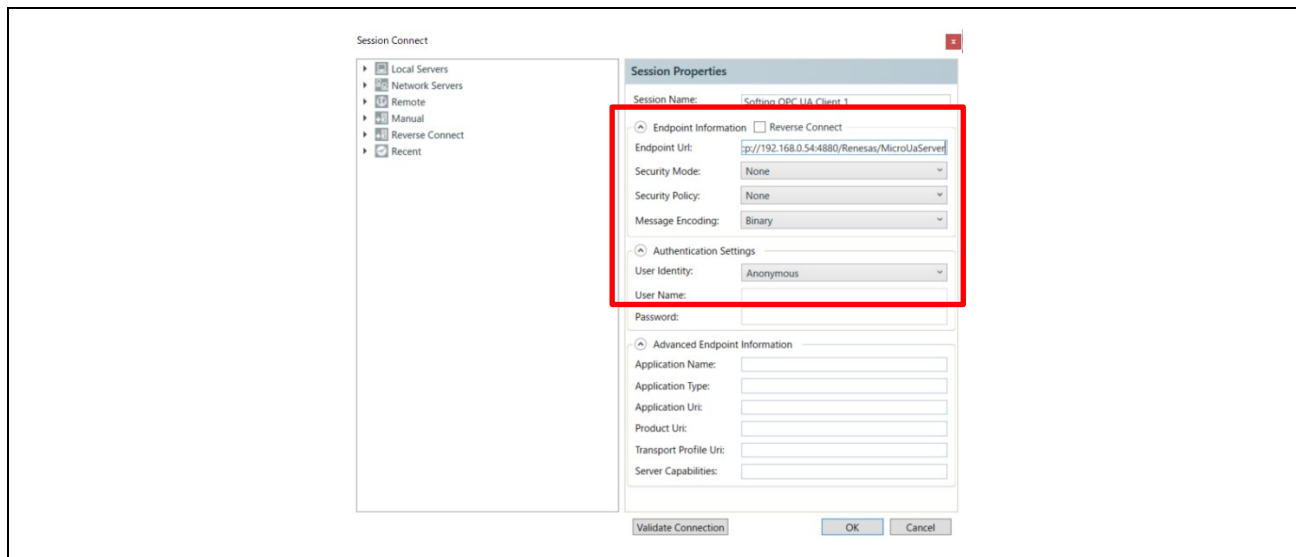 Session Connect
x
Local Servers
Network Servers
Remote
Manual
Reverse Connect
Recent
Session Properties
Session Name: Softing OPC UA Client 1
Endpoint Information Reverse Connect
Endpoint Url: :p://192.168.0.54:4880/Renesas/MicroUaServer
Security Mode: None
Security Policy: None
Message Encoding: Binary
Authentication Settings
User Identity: Anonymous
User Name:
Password:
Advanced Endpoint Information
Application Name:
Application Type:
Application Uri:
Product Uri:
Transport Profile Uri:
Server Capabilities:
Validate Connection OK Cancel